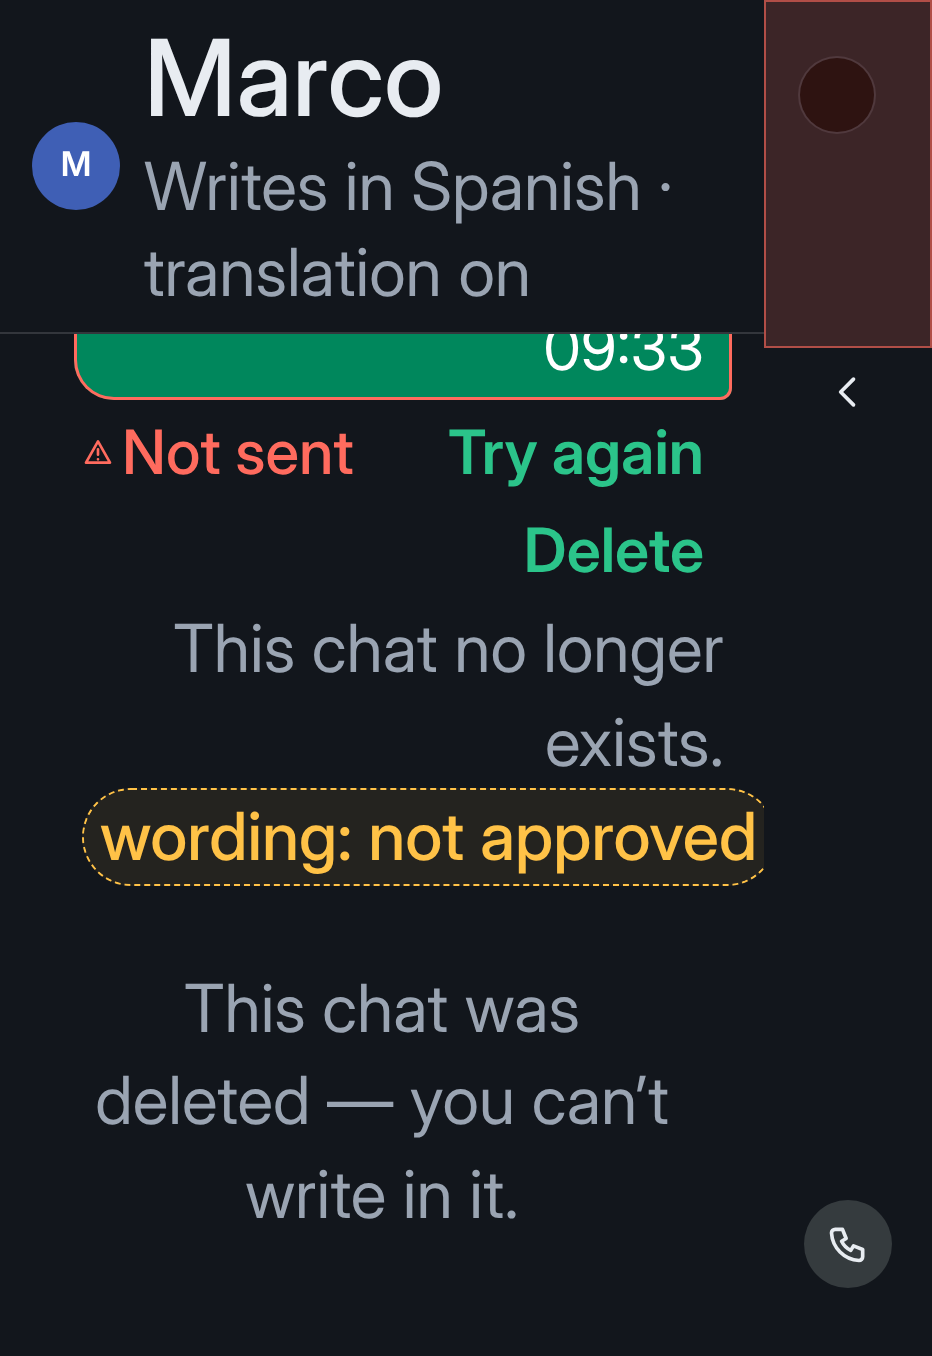 Marco
M
Writes in Spanish ·
translation on
09:33
Not sent
Try again
Delete
This chat no longer
exists.
wording: not approved
This chat was
deleted — you can’t
write in it.